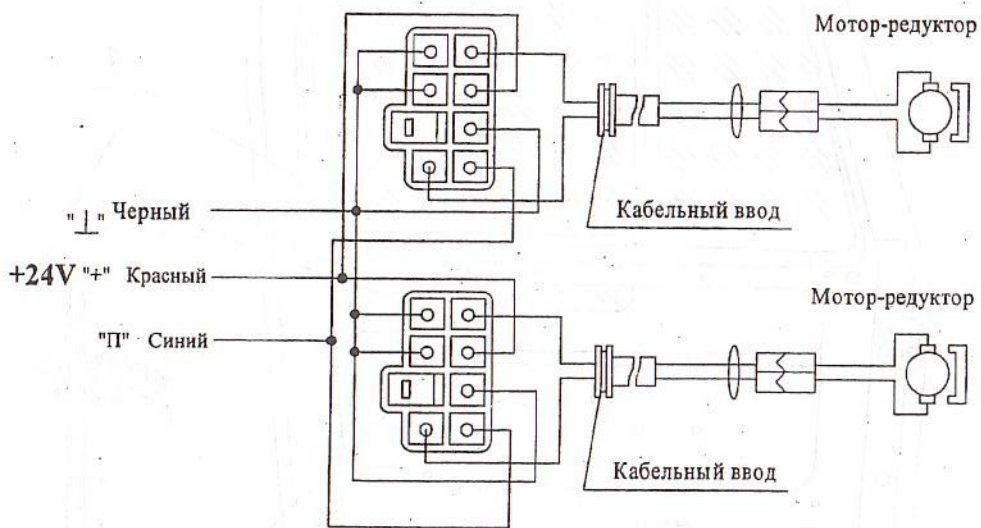 Мотор-редуктор
"⊥" Черный
Кабельный ввод
+24V "+" Красный
Мотор-редуктор
"П" Синий
Кабельный ввод